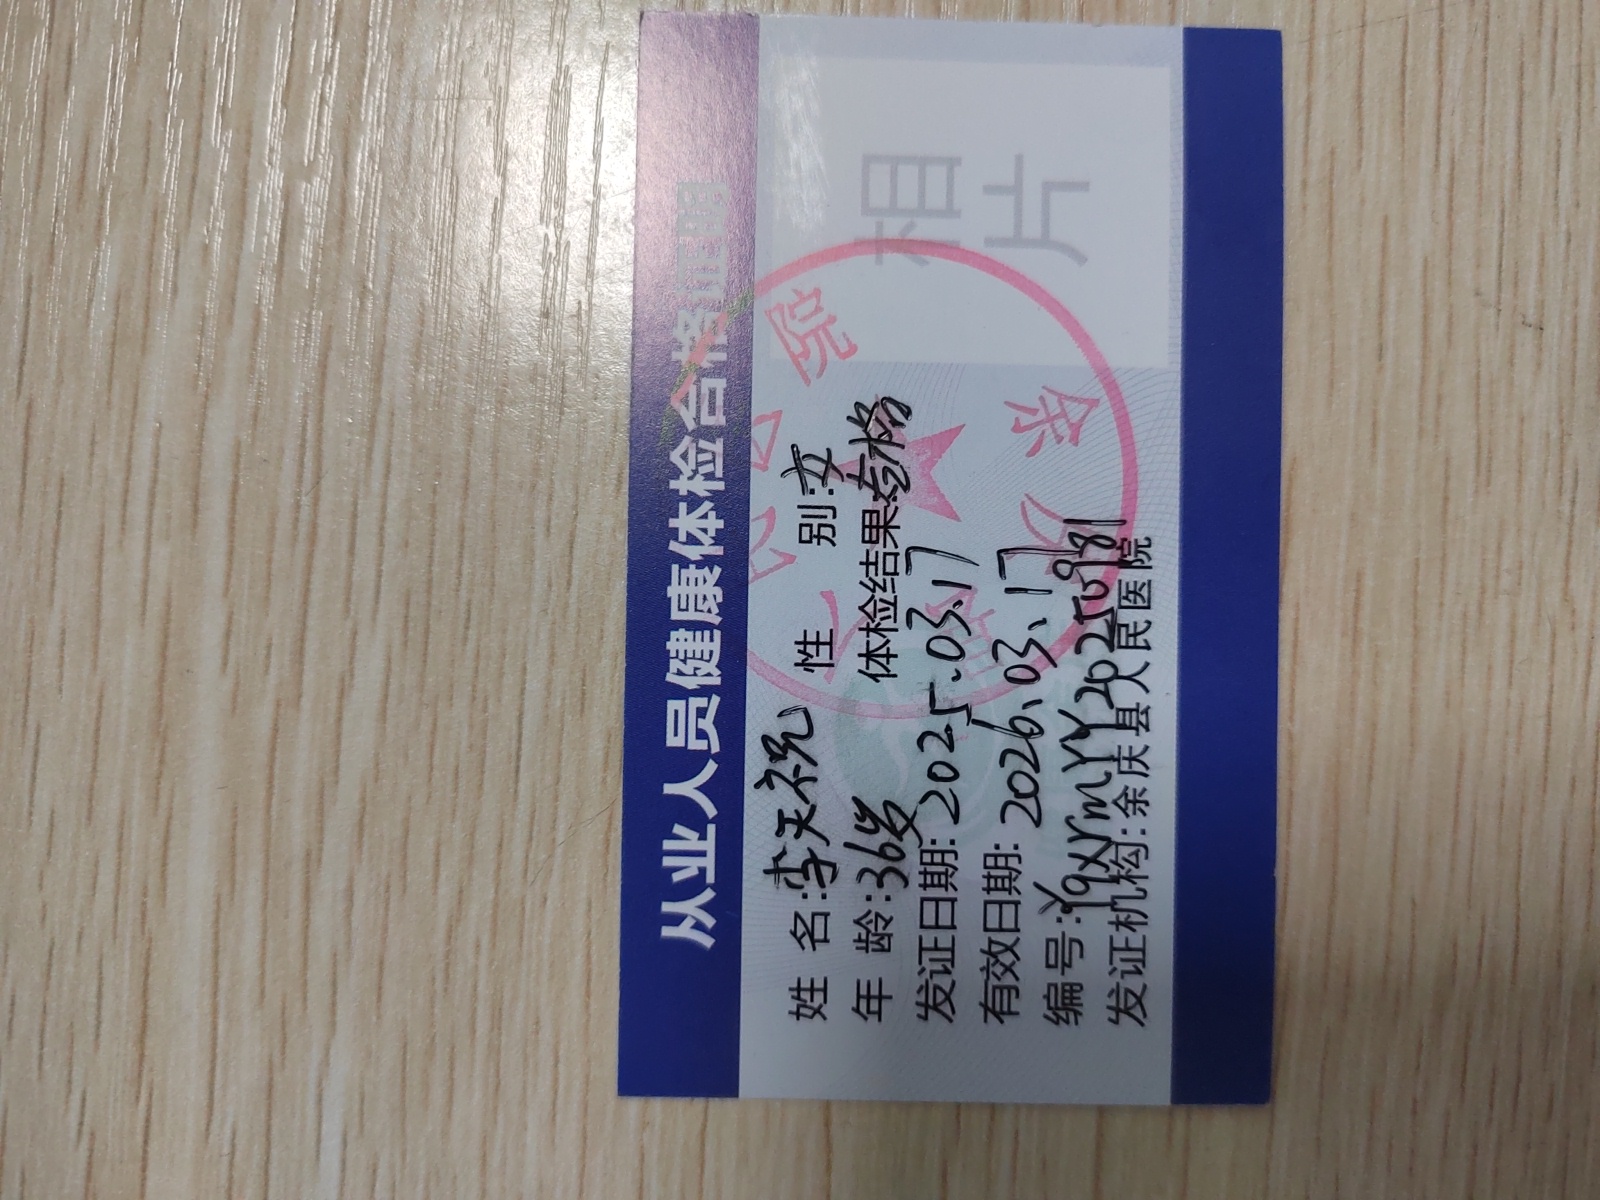 从业人员健康体检合格证明
姓 名:李天祝 性 别:女
年 龄:36岁 体检结果:合格
发证日期:2025.03.17
有效日期:2026.03.17
发证机构:余庆县人民医院
相片